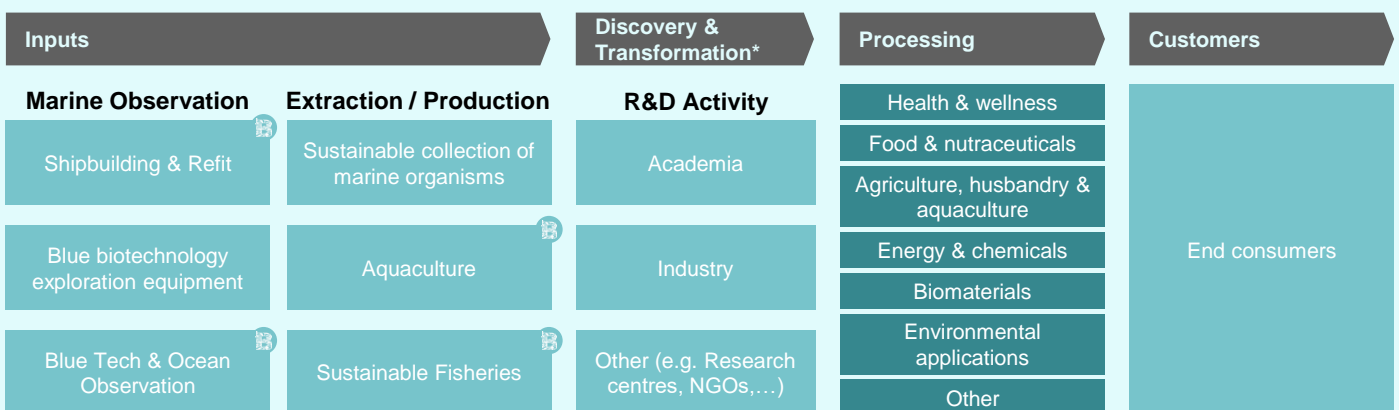 Inputs
Discovery &
Transformation*
Processing
Customers
Marine Observation
Extraction / Production
R&D Activity
Shipbuilding & Refit
Blue biotechnology
exploration equipment
Blue Tech & Ocean
Observation
Sustainable collection of
marine organisms
Aquaculture
Sustainable Fisheries
Academia
Industry
Other (e.g. Research
centres, NGOs,…)
Health & wellness
Food & nutraceuticals
Agriculture, husbandry &
aquaculture
Energy & chemicals
Biomaterials
Environmental
applications
Other
End consumers
B
B
B
B